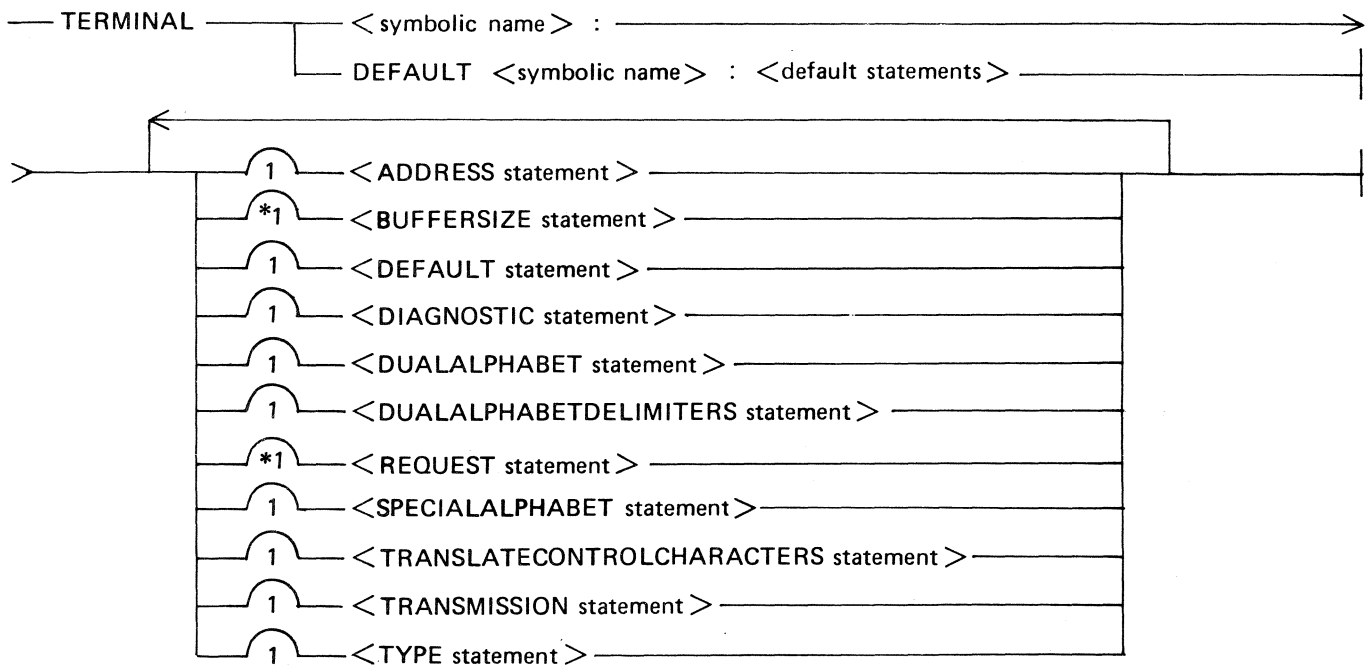 TERMINAL <symbolic name> :
DEFAULT <symbolic name> : <default statements>
1 <ADDRESS statement>
*1 <BUFFERSIZE statement>
1 <DEFAULT statement>
1 <DIAGNOSTIC statement>
1 <DUALALPHABET statement>
1 <DUALALPHABETDELIMITERS statement>
*1 <REQUEST statement>
1 <SPECIALALPHABET statement>
1 <TRANSLATECONTROLCHARACTERS statement>
1 <TRANSMISSION statement>
1 <TYPE statement>